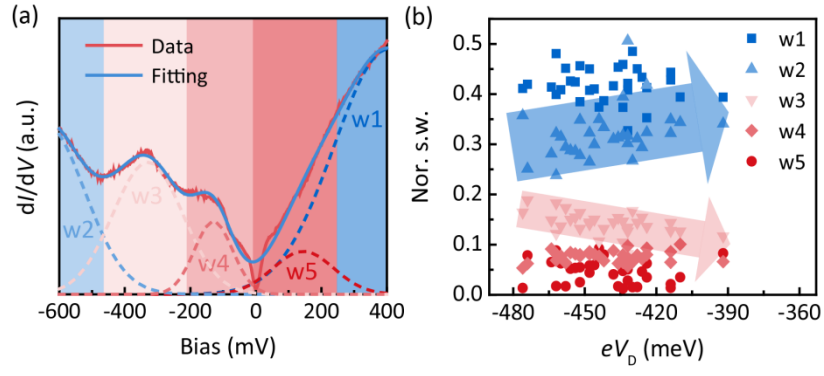 (a)
Data
Fitting
w1
w2
w3
w4
w5
dI/dV (a.u.)
-600 -400 -200 0 200 400
Bias (mV)
(b)
0.5
0.4
0.3
0.2
0.1
0.0
Nor. s.w.
w1
w2
w3
w4
w5
-480 -450 -420 -390 -360
eVD (meV)